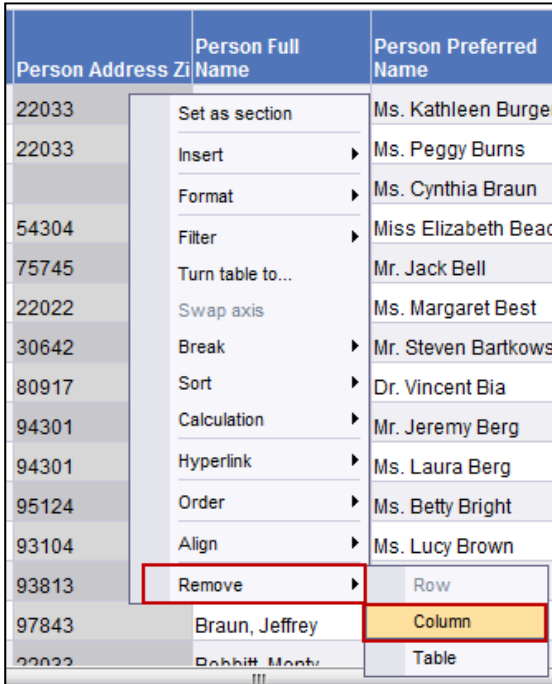 Person Address Zi
Person Full
Name
Person Preferred
Name
22033
Ms. Kathleen Burge
22033
Ms. Peggy Burns
Ms. Cynthia Braun
54304
Miss Elizabeth Beac
75745
Mr. Jack Bell
22022
Ms. Margaret Best
30642
Mr. Steven Bartkows
80917
Dr. Vincent Bia
94301
Mr. Jeremy Berg
94301
Ms. Laura Berg
95124
Ms. Betty Bright
93104
Ms. Lucy Brown
93813
97843
Braun, Jeffrey
22033
Bobbitt, Monty
Set as section
Insert
Format
Filter
Turn table to...
Swap axis
Break
Sort
Calculation
Hyperlink
Order
Align
Remove
Row
Column
Table